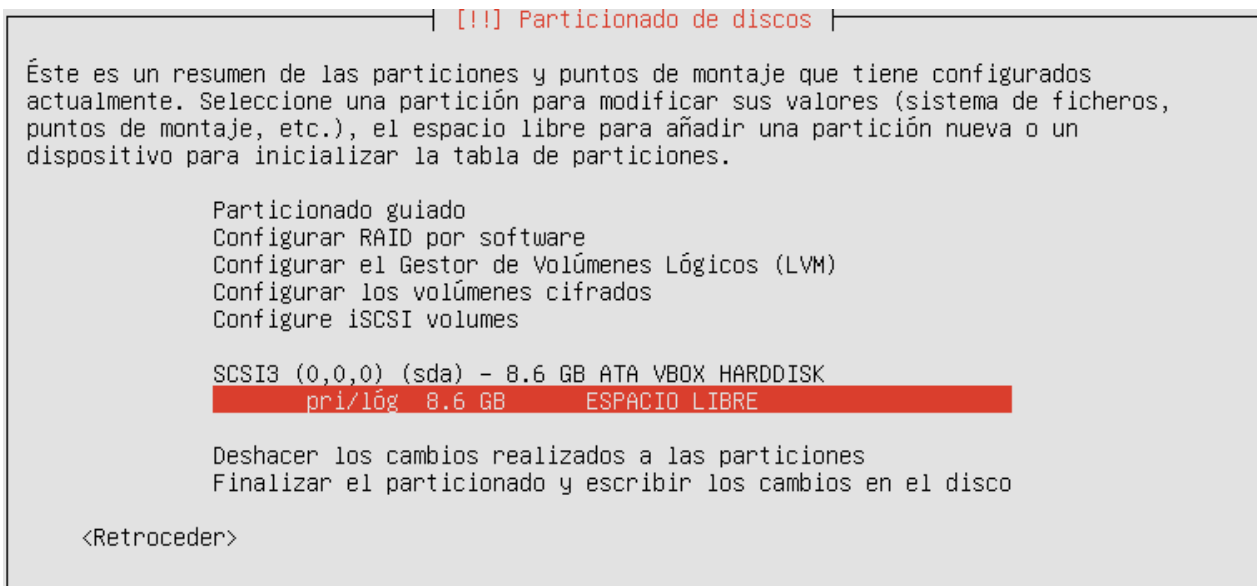 [!!] Particionado de discos
Éste es un resumen de las particiones y puntos de montaje que tiene configurados
actualmente. Seleccione una partición para modificar sus valores (sistema de ficheros,
puntos de montaje, etc.), el espacio libre para añadir una partición nueva o un
dispositivo para inicializar la tabla de particiones.
Particionado guiado
Configurar RAID por software
Configurar el Gestor de Volúmenes Lógicos (LVM)
Configurar los volúmenes cifrados
Configure iSCSI volumes
SCSI3 (0,0,0) (sda) – 8.6 GB ATA VBOX HARDDISK
pri/lóg 8.6 GB ESPACIO LIBRE
Deshacer los cambios realizados a las particiones
Finalizar el particionado y escribir los cambios en el disco
<Retroceder>